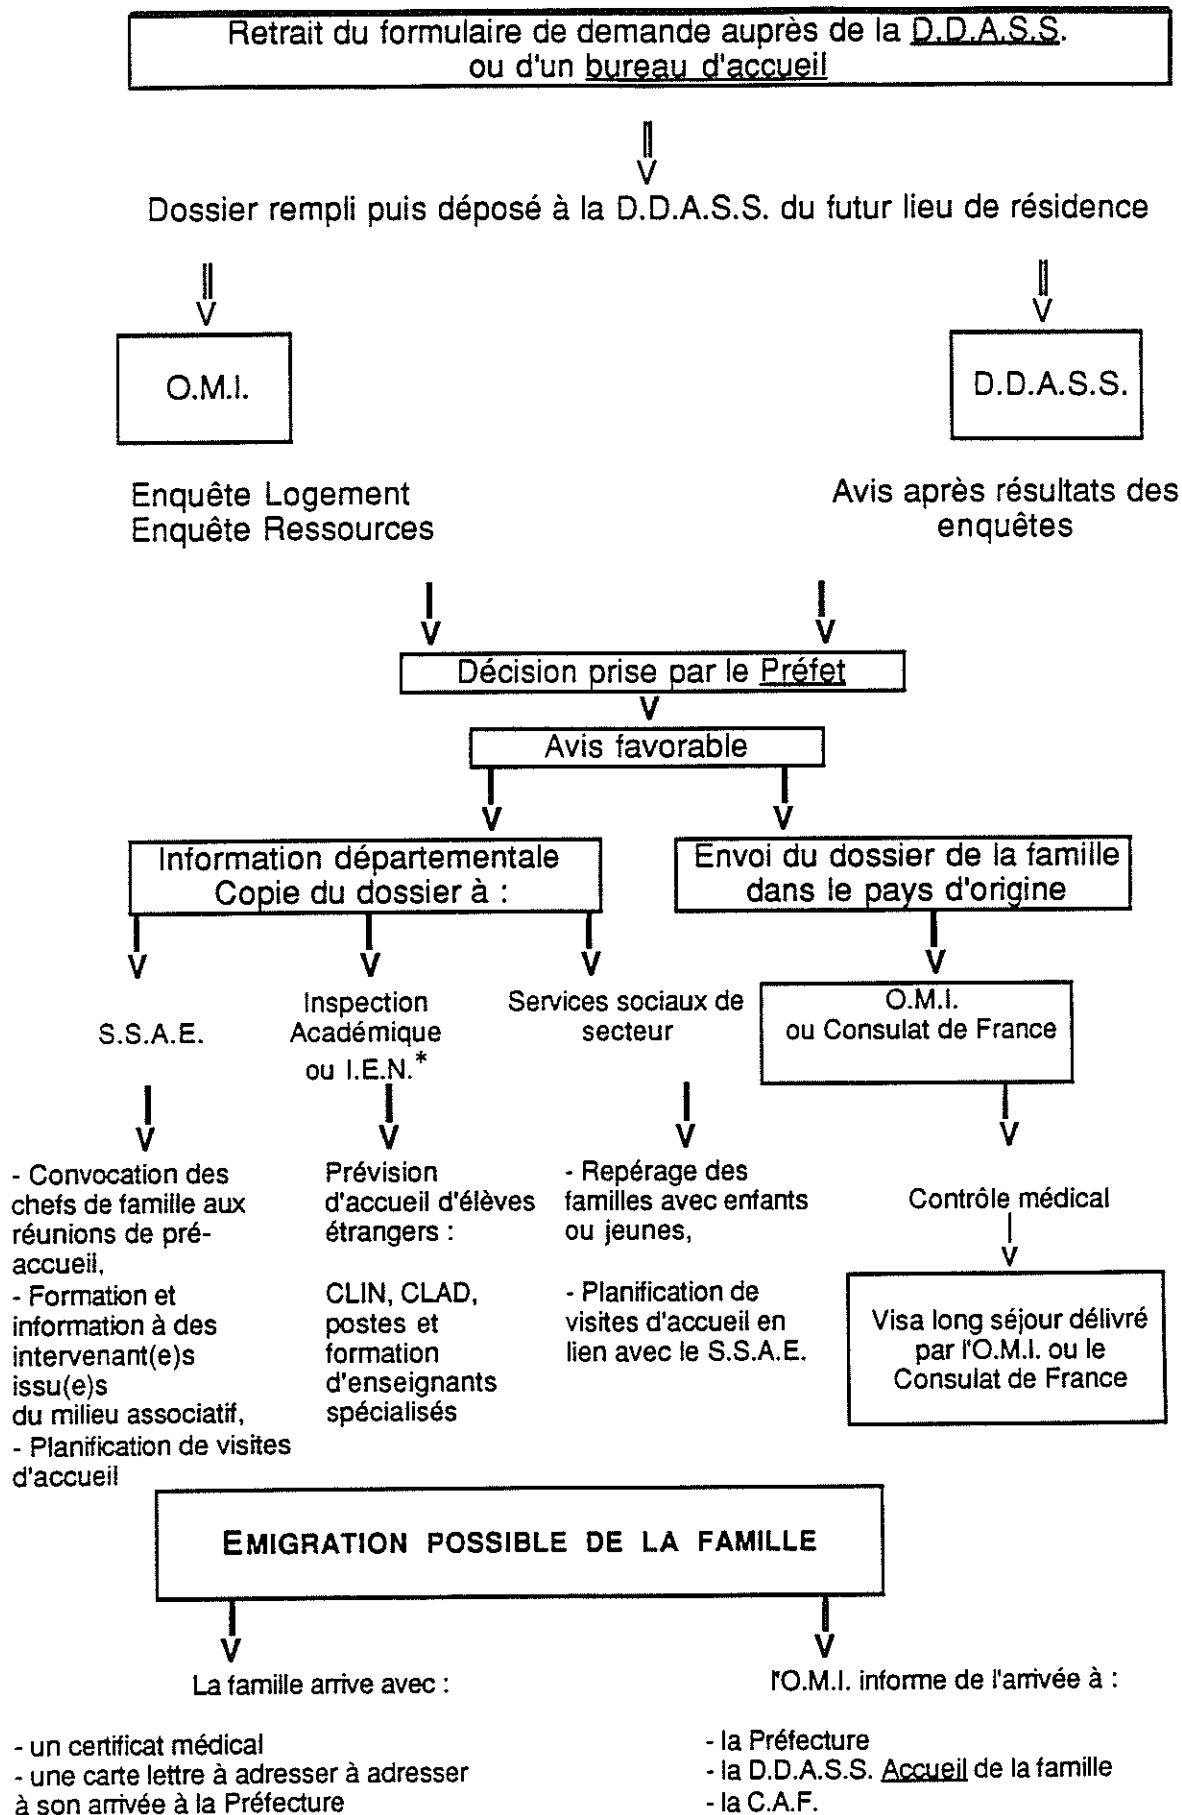 Retrait du formulaire de demande auprès de la D.D.A.S.S.
ou d'un bureau d'accueil
Dossier rempli puis déposé à la D.D.A.S.S. du futur lieu de résidence
O.M.I.
D.D.A.S.S.
Enquête Logement
Enquête Ressources
Avis après résultats des
enquêtes
Décision prise par le Préfet
Avis favorable
Information départementale
Copie du dossier à :
Envoi du dossier de la famille
dans le pays d'origine
S.S.A.E.
Inspection
Académique
ou I.E.N.*
Services sociaux de
secteur
O.M.I.
ou Consulat de France
- Convocation des
chefs de famille aux
réunions de pré-
accueil,
- Formation et
information à des
intervenant(e)s
issu(e)s
du milieu associatif,
- Planification de visites
d'accueil
Prévision
d'accueil d'élèves
étrangers :
CLIN, CLAD,
postes et
formation
d'enseignants
spécialisés
- Repérage des
familles avec enfants
ou jeunes,
- Planification de
visites d'accueil en
lien avec le S.S.A.E.
Contrôle médical
Visa long séjour délivré
par l'O.M.I. ou le
Consulat de France
EMIGRATION POSSIBLE DE LA FAMILLE
La famille arrive avec :
- un certificat médical
- une carte lettre à adresser à adresser
à son arrivée à la Préfecture
l'O.M.I. informe de l'arrivée à :
- la Préfecture
- la D.D.A.S.S. Accueil de la famille
- la C.A.F.